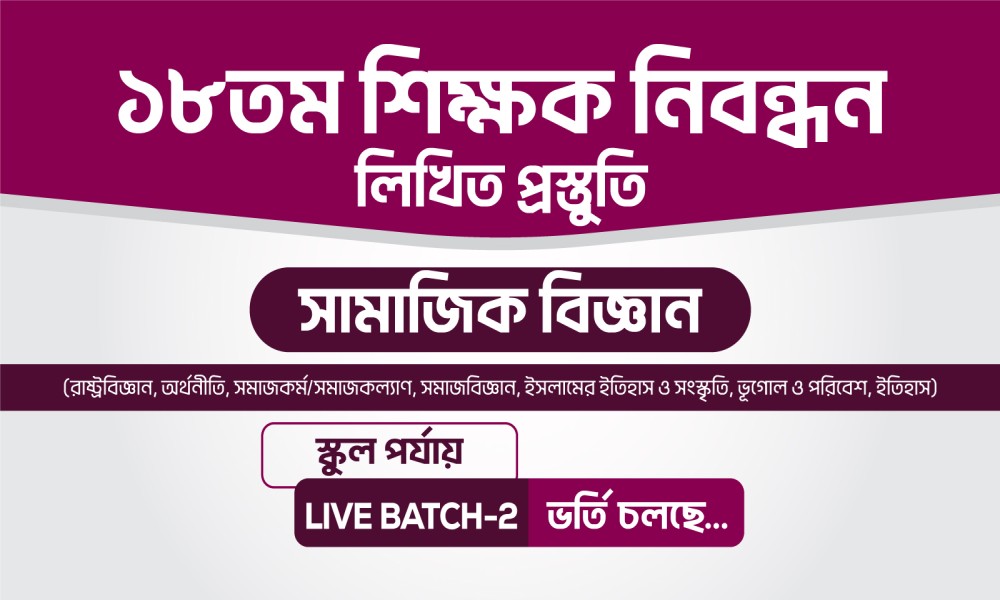 ১৮তম শিক্ষক নিবন্ধন
লিখিত প্রস্তুতি
সামাজিক বিজ্ঞান
(রাষ্ট্রবিজ্ঞান, অর্থনীতি, সমাজকর্ম/সমাজকল্যাণ, সমাজবিজ্ঞান, ইসলামের ইতিহাস ও সংস্কৃতি, ভূগোল ও পরিবেশ, ইতিহাস)
স্কুল পর্যায়
LIVE BATCH-2 ভর্তি চলছে...